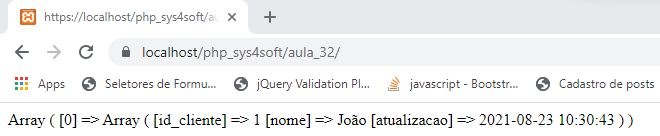 https://localhost/php_sys4soft/au
localhost/php_sys4soft/aula_32/
Apps Seletores de Formu... jQuery Validation Pl... javascript - Bootstr... Cadastro de posts
Array ( [0] => Array ( [id_cliente] => 1 [nome] => João [atualizacao] => 2021-08-23 10:30:43 ) )